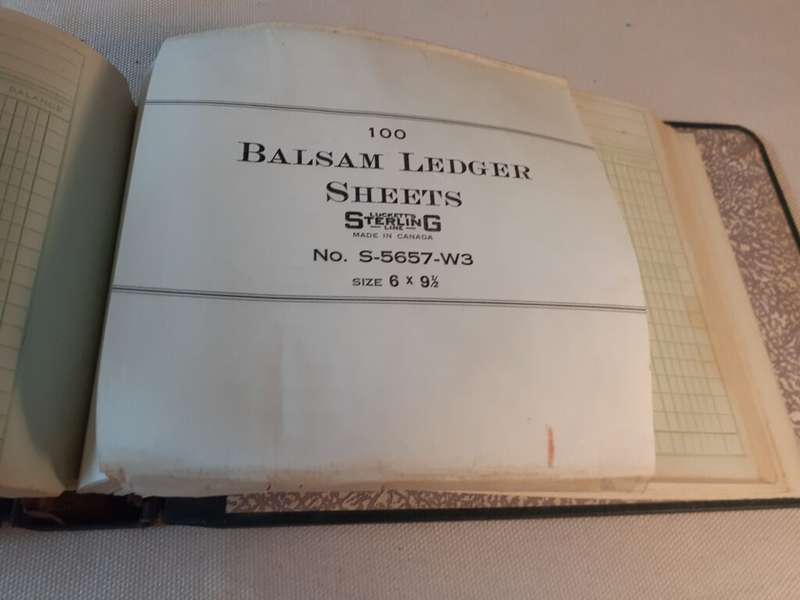 BALANCE
100
BALSAM LEDGER
SHEETS
LUCKETT'S
STERLING
LINE
MADE IN CANADA
No. S-5657-W3
SIZE 6 x 9½